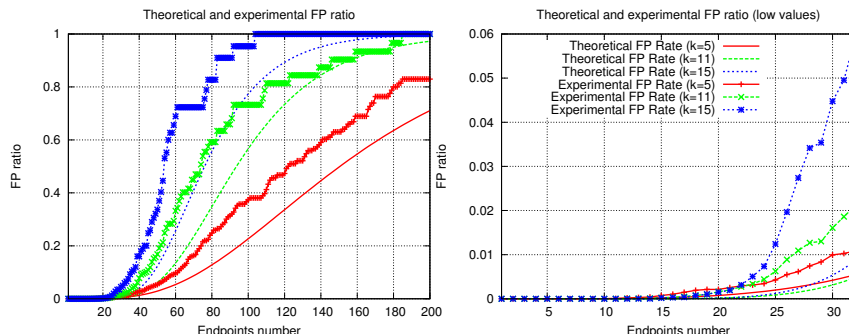 Theoretical and experimental FP ratio
FP ratio
1
0.8
0.6
0.4
0.2
0
20 40 60 80 100 120 140 160 180 200
Endpoints number
Theoretical and experimental FP ratio (low values)
FP ratio
0.06
0.05
0.04
0.03
0.02
0.01
0
5 10 15 20 25 30
Endpoints number
Theoretical FP Rate (k=5)
Theoretical FP Rate (k=11)
Theoretical FP Rate (k=15)
Experimental FP Rate (k=5)
Experimental FP Rate (k=11)
Experimental FP Rate (k=15)